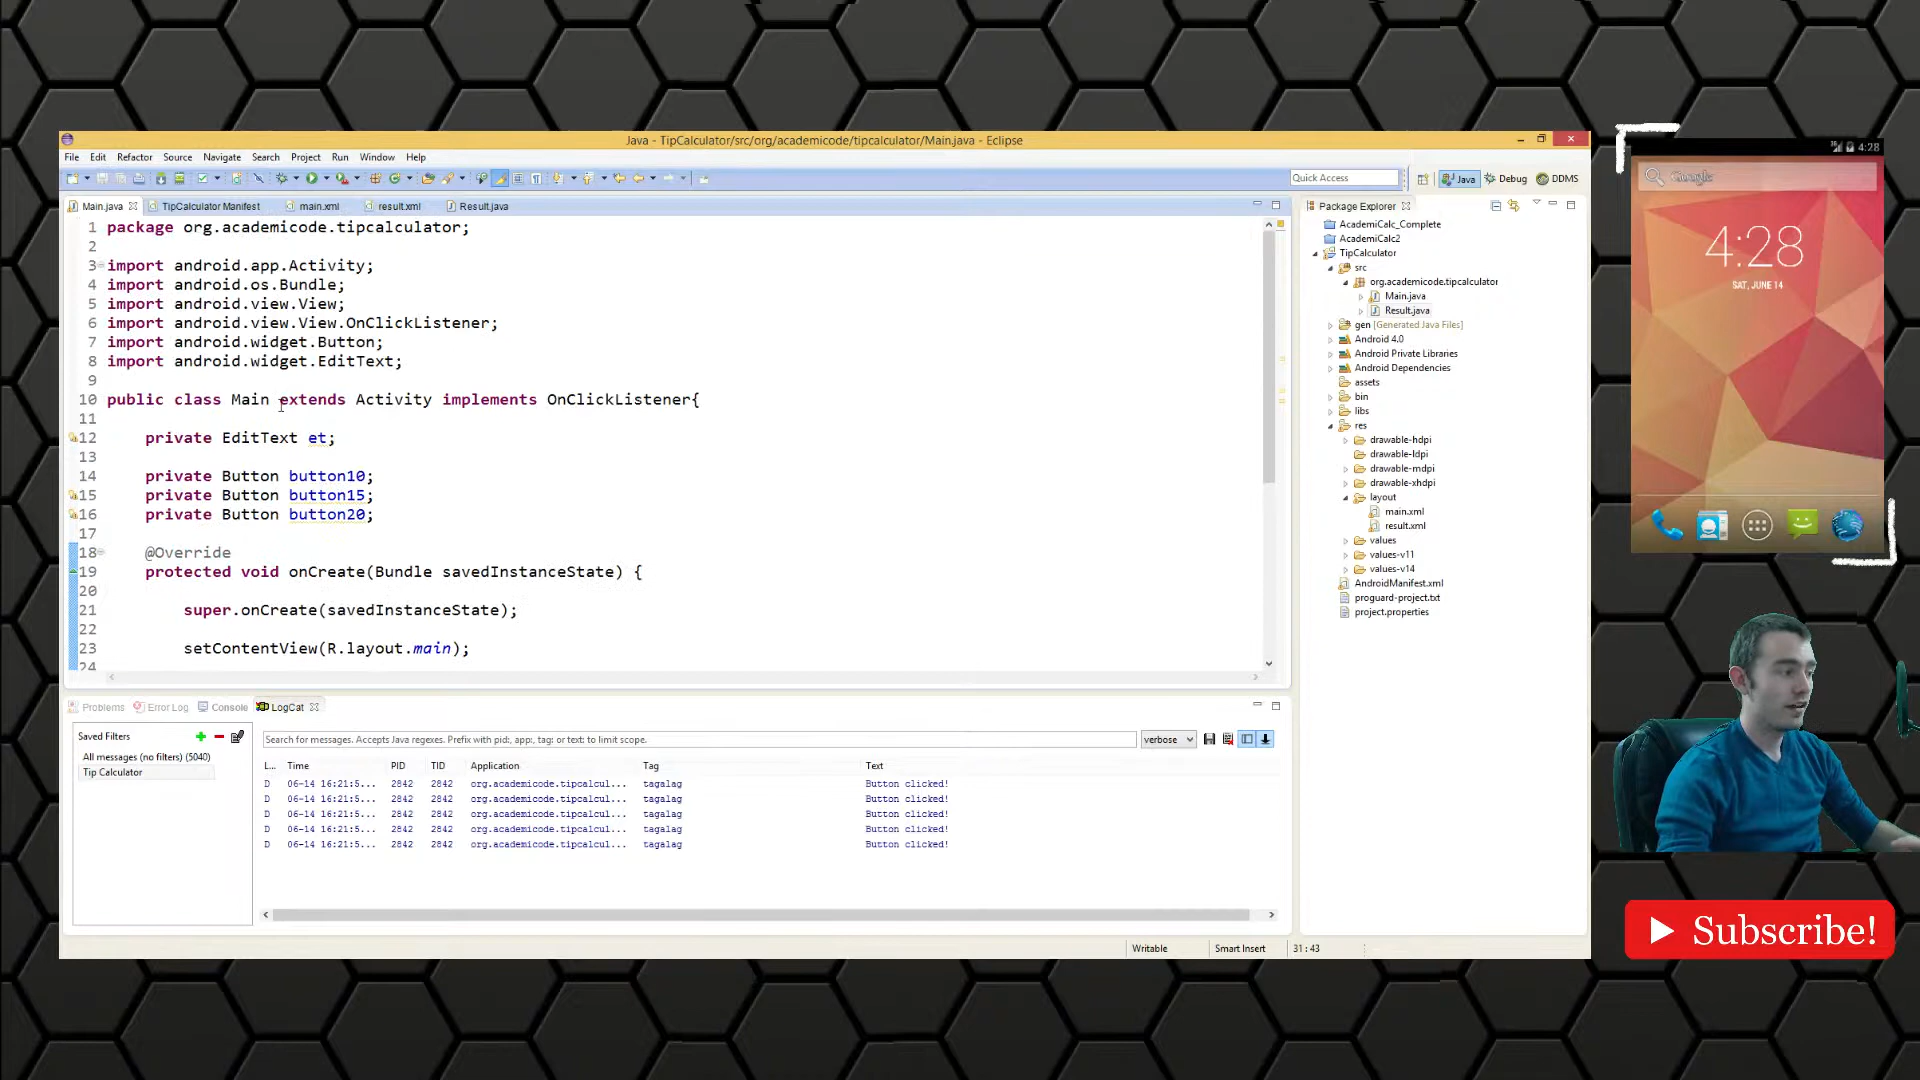 Java - TipCalculator/src/org/academicode/tipcalculator/Main.java - Eclipse
File Edit Refactor Source Navigate Search Project Run Window Help
Quick Access
Java Debug DDMS
Main.java TipCalculator Manifest main.xml result.xml Result.java
1 package org.academicode.tipcalculator;
2
3 import android.app.Activity;
4 import android.os.Bundle;
5 import android.view.View;
6 import android.view.View.OnClickListener;
7 import android.widget.Button;
8 import android.widget.EditText;
9
10 public class Main extends Activity implements OnClickListener{
11
12 private EditText et;
13
14 private Button button10;
15 private Button button15;
16 private Button button20;
17
18 @Override
19 protected void onCreate(Bundle savedInstanceState) {
20
21 super.onCreate(savedInstanceState);
22
23 setContentView(R.layout.main);
24
Package Explorer
AcademiCalc_Complete
AcademiCalc2
TipCalculator
src
org.academicode.tipcalculator
Main.java
Result.java
gen [Generated Java Files]
Android 4.0
Android Private Libraries
Android Dependencies
assets
bin
libs
res
drawable-hdpi
drawable-ldpi
drawable-mdpi
drawable-xhdpi
layout
main.xml
result.xml
values
values-v11
values-v14
AndroidManifest.xml
proguard-project.txt
project.properties
Problems Error Log Console LogCat
Saved Filters
All messages (no filters) (5040)
Tip Calculator
Search for messages. Accepts Java regexes. Prefix with pid:, app:, tag: or text: to limit scope.
verbose
L... Time PID TID Application Tag Text
D 06-14 16:21:5... 2842 2842 org.academicode.tipcalcul... tagalag Button clicked!
D 06-14 16:21:5... 2842 2842 org.academicode.tipcalcul... tagalag Button clicked!
D 06-14 16:21:5... 2842 2842 org.academicode.tipcalcul... tagalag Button clicked!
D 06-14 16:21:5... 2842 2842 org.academicode.tipcalcul... tagalag Button clicked!
D 06-14 16:21:5... 2842 2842 org.academicode.tipcalcul... tagalag Button clicked!
Writable Smart Insert 31 : 43
4:28
Google
4:28
SAT, JUNE 14
Subscribe!